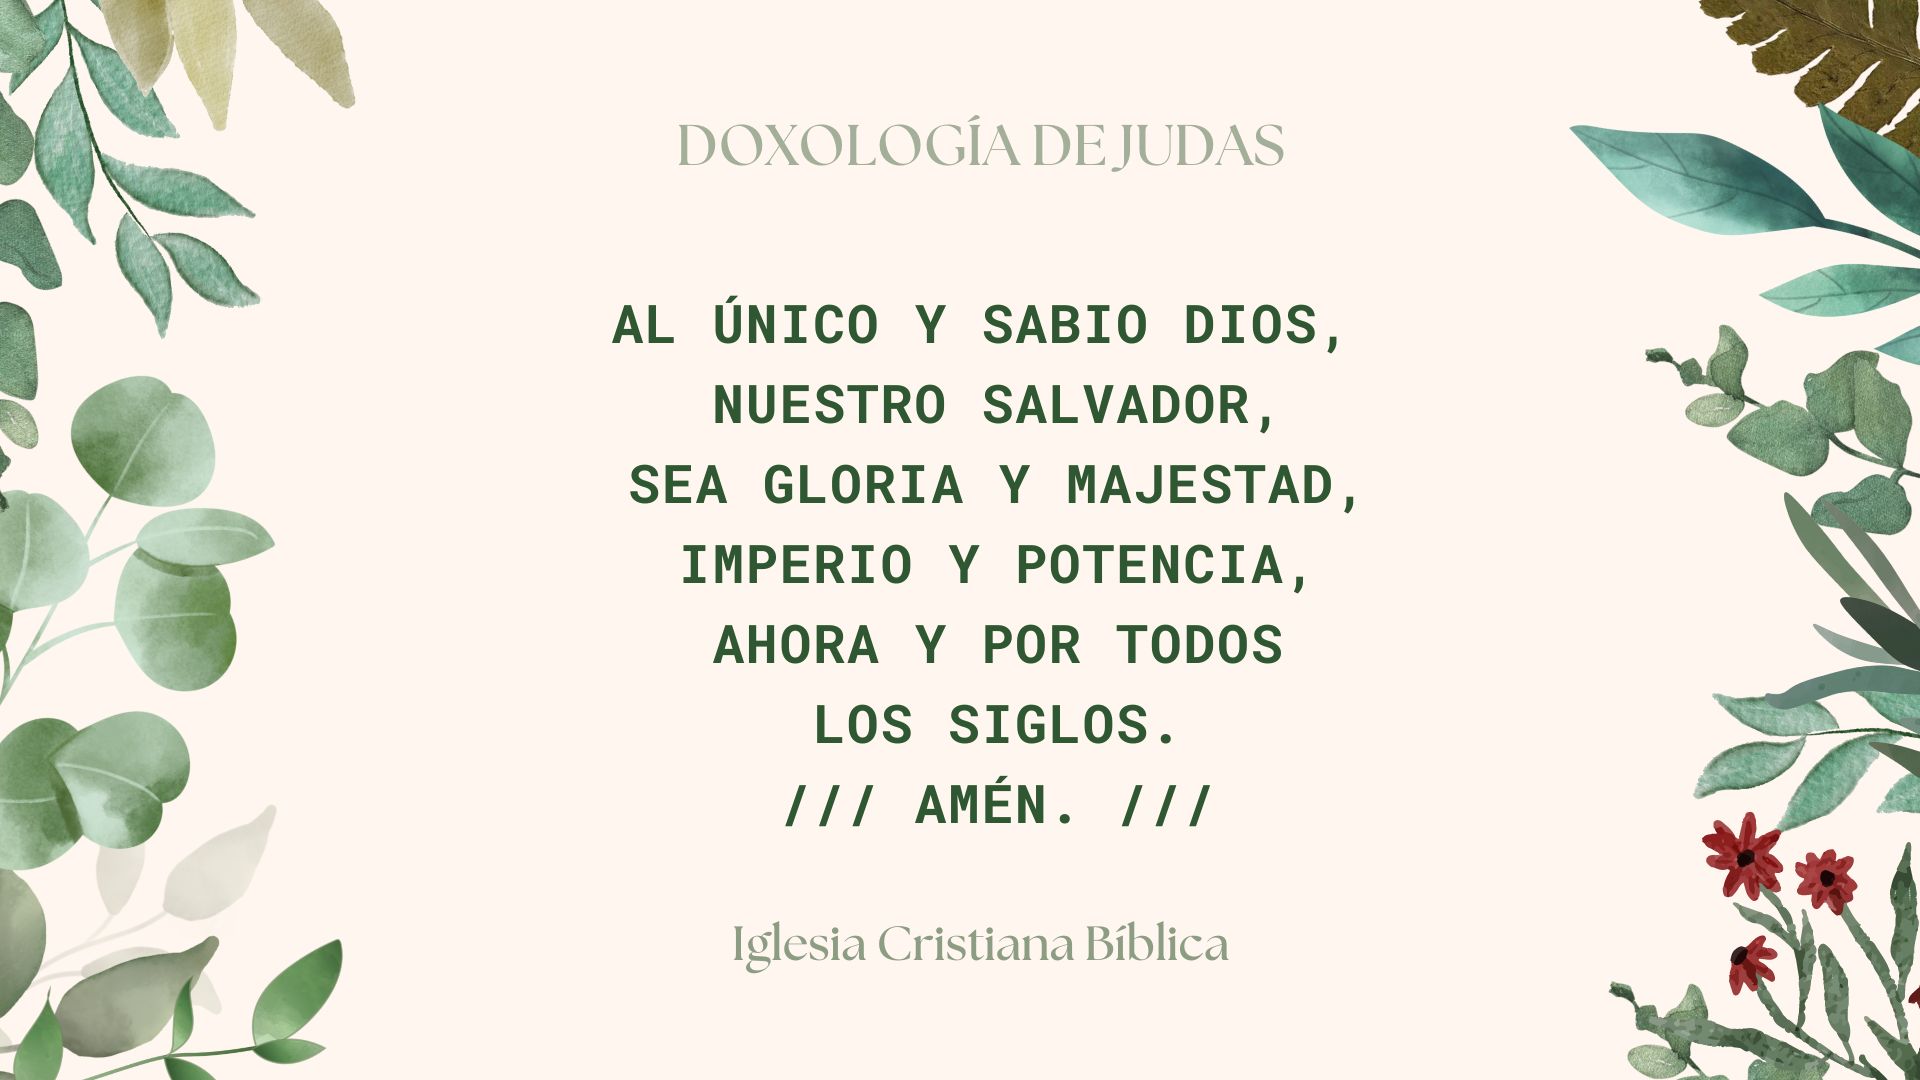 DOXOLOGÍA DE JUDAS
AL ÚNICO Y SABIO DIOS,
NUESTRO SALVADOR,
SEA GLORIA Y MAJESTAD,
IMPERIO Y POTENCIA,
AHORA Y POR TODOS
LOS SIGLOS.
/// AMÉN. ///
Iglesia Cristiana Bíblica